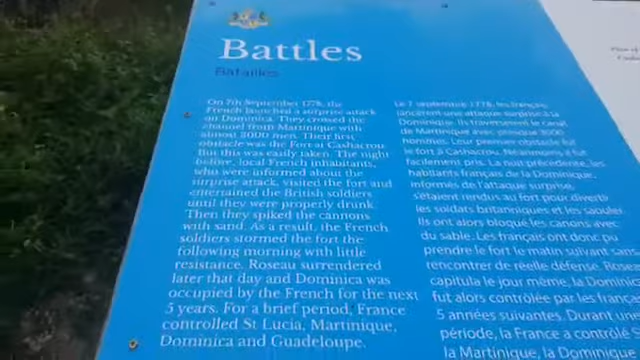 Battles
Batailles
On 7th September 1778, the
French launched a surprise attack
on Dominica. They crossed the
channel from Martinique with
almost 3000 men. Their first
obstacle was the Fort at Cashacrou.
But this was easily taken. The night
before, local French inhabitants,
who were informed about the
surprise attack, visited the fort and
entertained the British soldiers
until they were properly drunk.
Then they spiked the cannons
with sand. As a result, the French
soldiers stormed the fort the
following morning with little
resistance. Roseau surrendered
later that day and Dominica was
occupied by the French for the next
5 years. For a brief period, France
controlled St Lucia, Martinique,
Dominica and Guadeloupe.
Le 7 septembre 1778, les français
lancèrent une attaque surprise à la
Dominique. Ils traversèrent le canal
de Martinique avec presque 3000
hommes. Leur premier obstacle fut
le fort à Cashacrou. Néanmoins il fut
facilement pris. La nuit précédente, les
habitants français de la Dominique,
informés de l'attaque surprise,
s'étaient rendus au fort pour divertir
les soldats britanniques et les saouler.
Ils ont alors bloqué les canons avec
du sable. Les français ont donc pu
prendre le fort le matin suivant sans
rencontrer de réelle défense. Roseau
capitula le jour même, la Dominique
fut alors contrôlée par les français
5 années suivantes. Durant une
période, la France a contrôlé S
la Martinique, la Dominique e